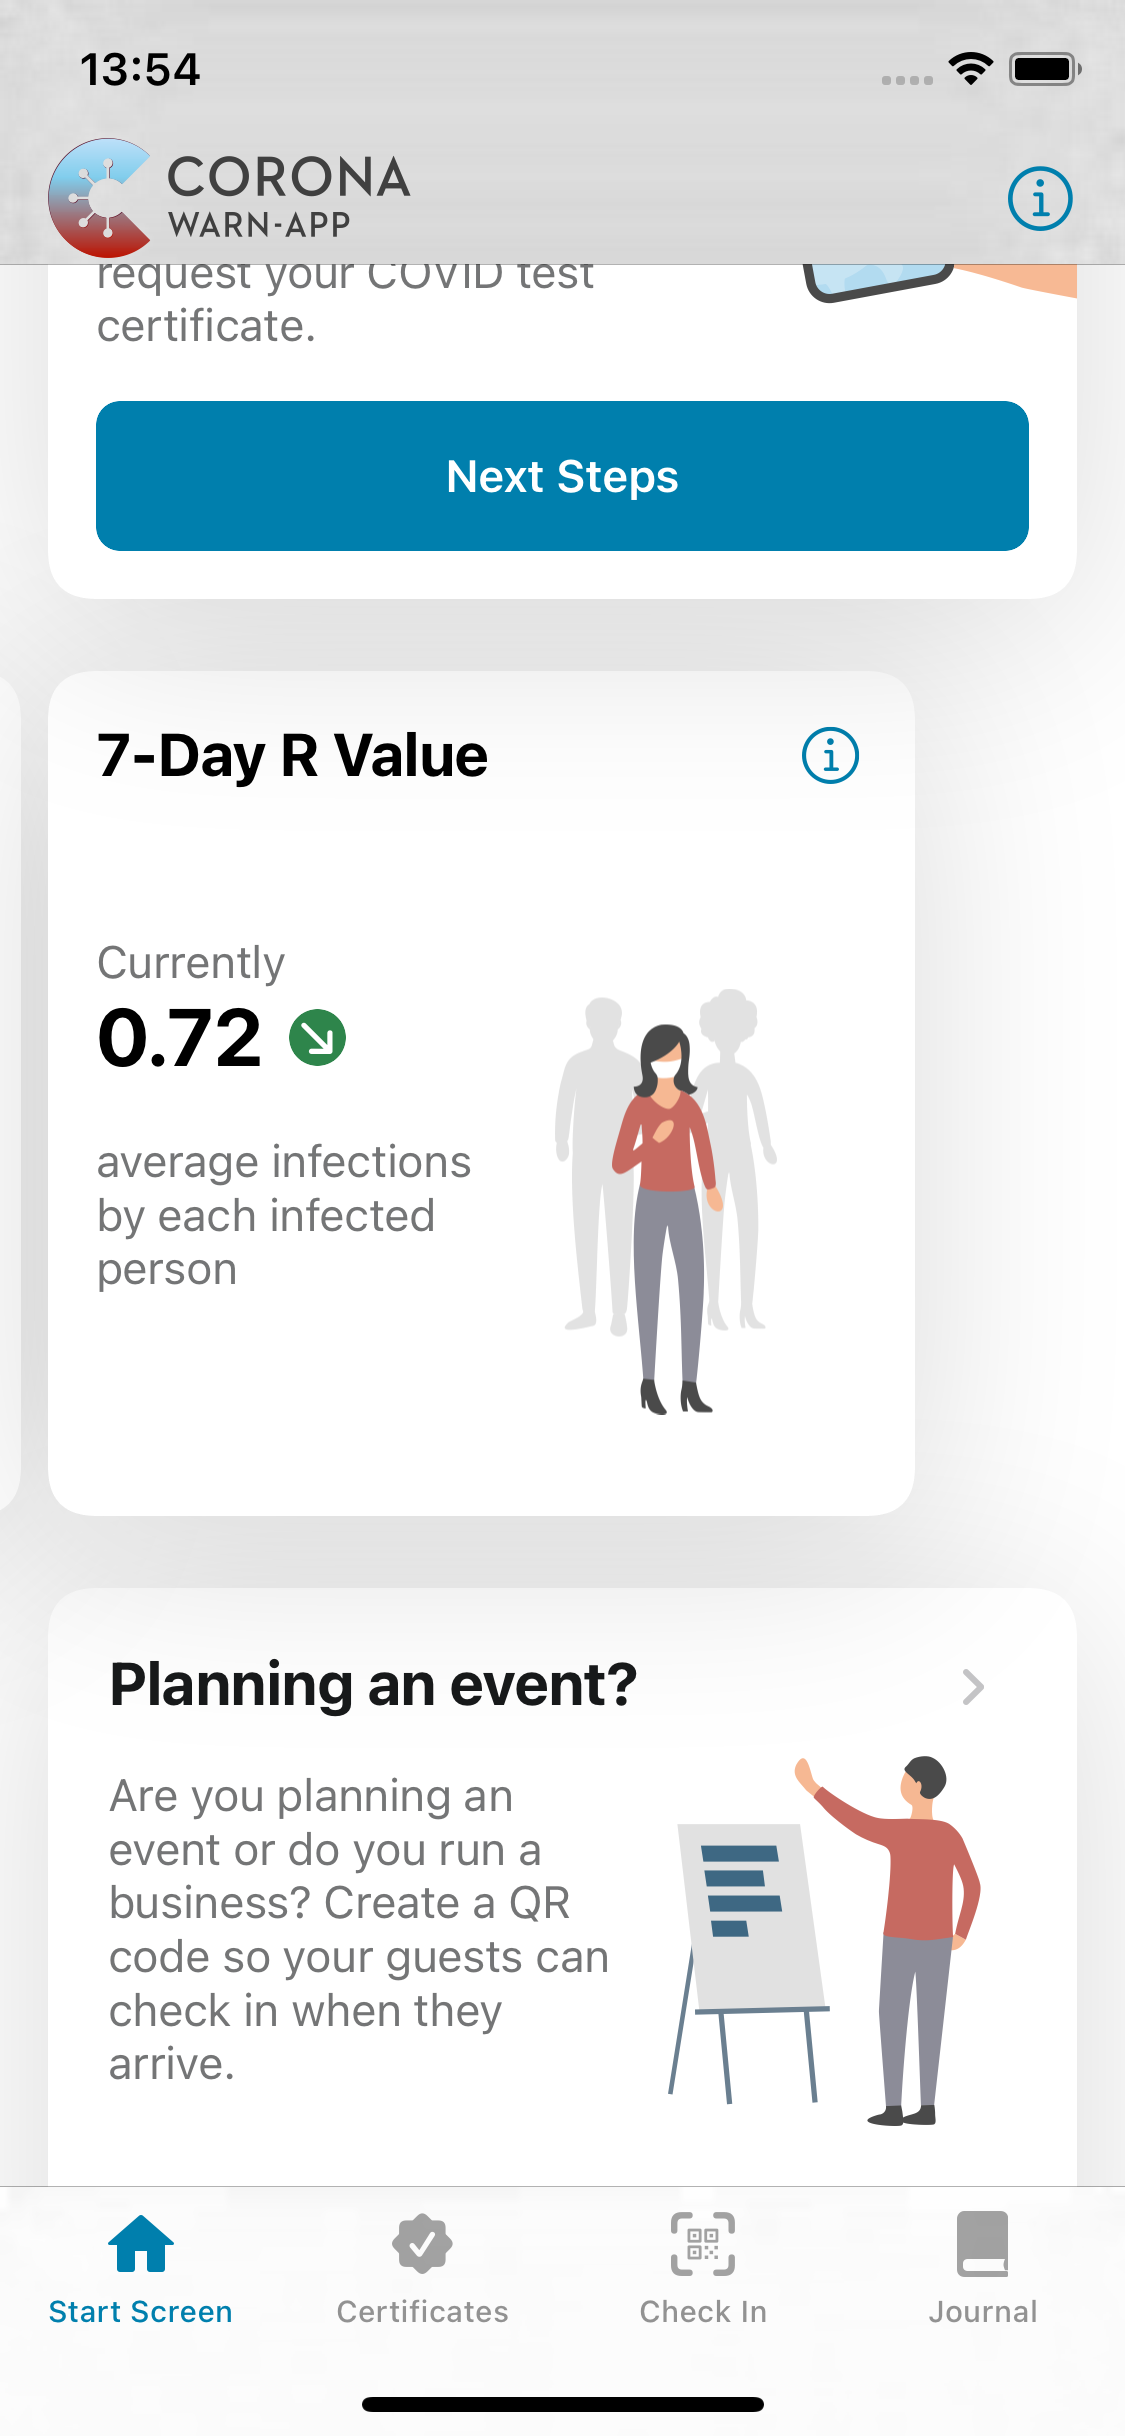 13:54
CORONA
WARN-APP
request your COVID test
certificate.
Next Steps
7-Day R Value
Currently
0.72
average infections
by each infected
person
Planning an event?
Are you planning an
event or do you run a
business? Create a QR
code so your guests can
check in when they
arrive.
Start Screen
Certificates
Check In
Journal